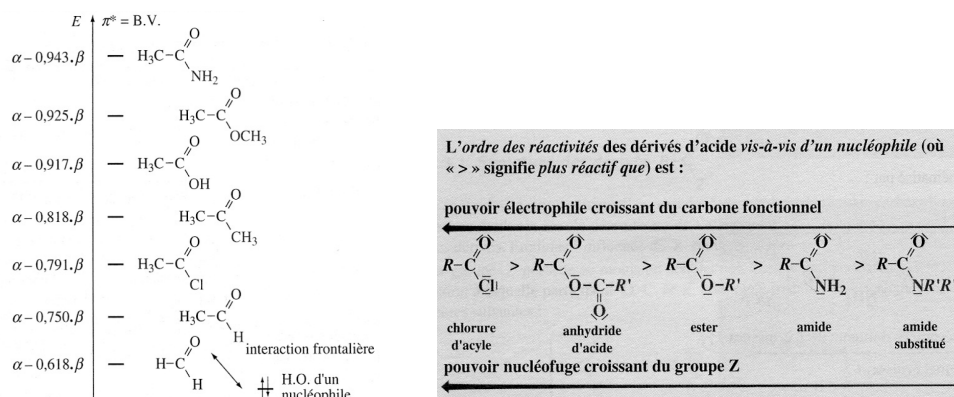 E π* = B.V.
α – 0,943.β
H₃C–C O NH₂
α – 0,925.β
H₃C–C O OCH₃
α – 0,917.β
H₃C–C O OH
α – 0,818.β
H₃C–C O CH₃
α – 0,791.β
H₃C–C O Cl
α – 0,750.β
H₃C–C O H
interaction frontalière
α – 0,618.β
H–C O H
H.O. d'un
nucléophile
L'ordre des réactivités des dérivés d'acide vis-à-vis d'un nucléophile (où
« > » signifie plus réactif que) est :
pouvoir électrophile croissant du carbone fonctionnel
R–C O Cl > R–C O O–C–R' O > R–C O O–R' > R–C O NH₂ > R–C O NR'R''
chlorure
d'acyle
anhydride
d'acide
ester
amide
amide
substitué
pouvoir nucléofuge croissant du groupe Z